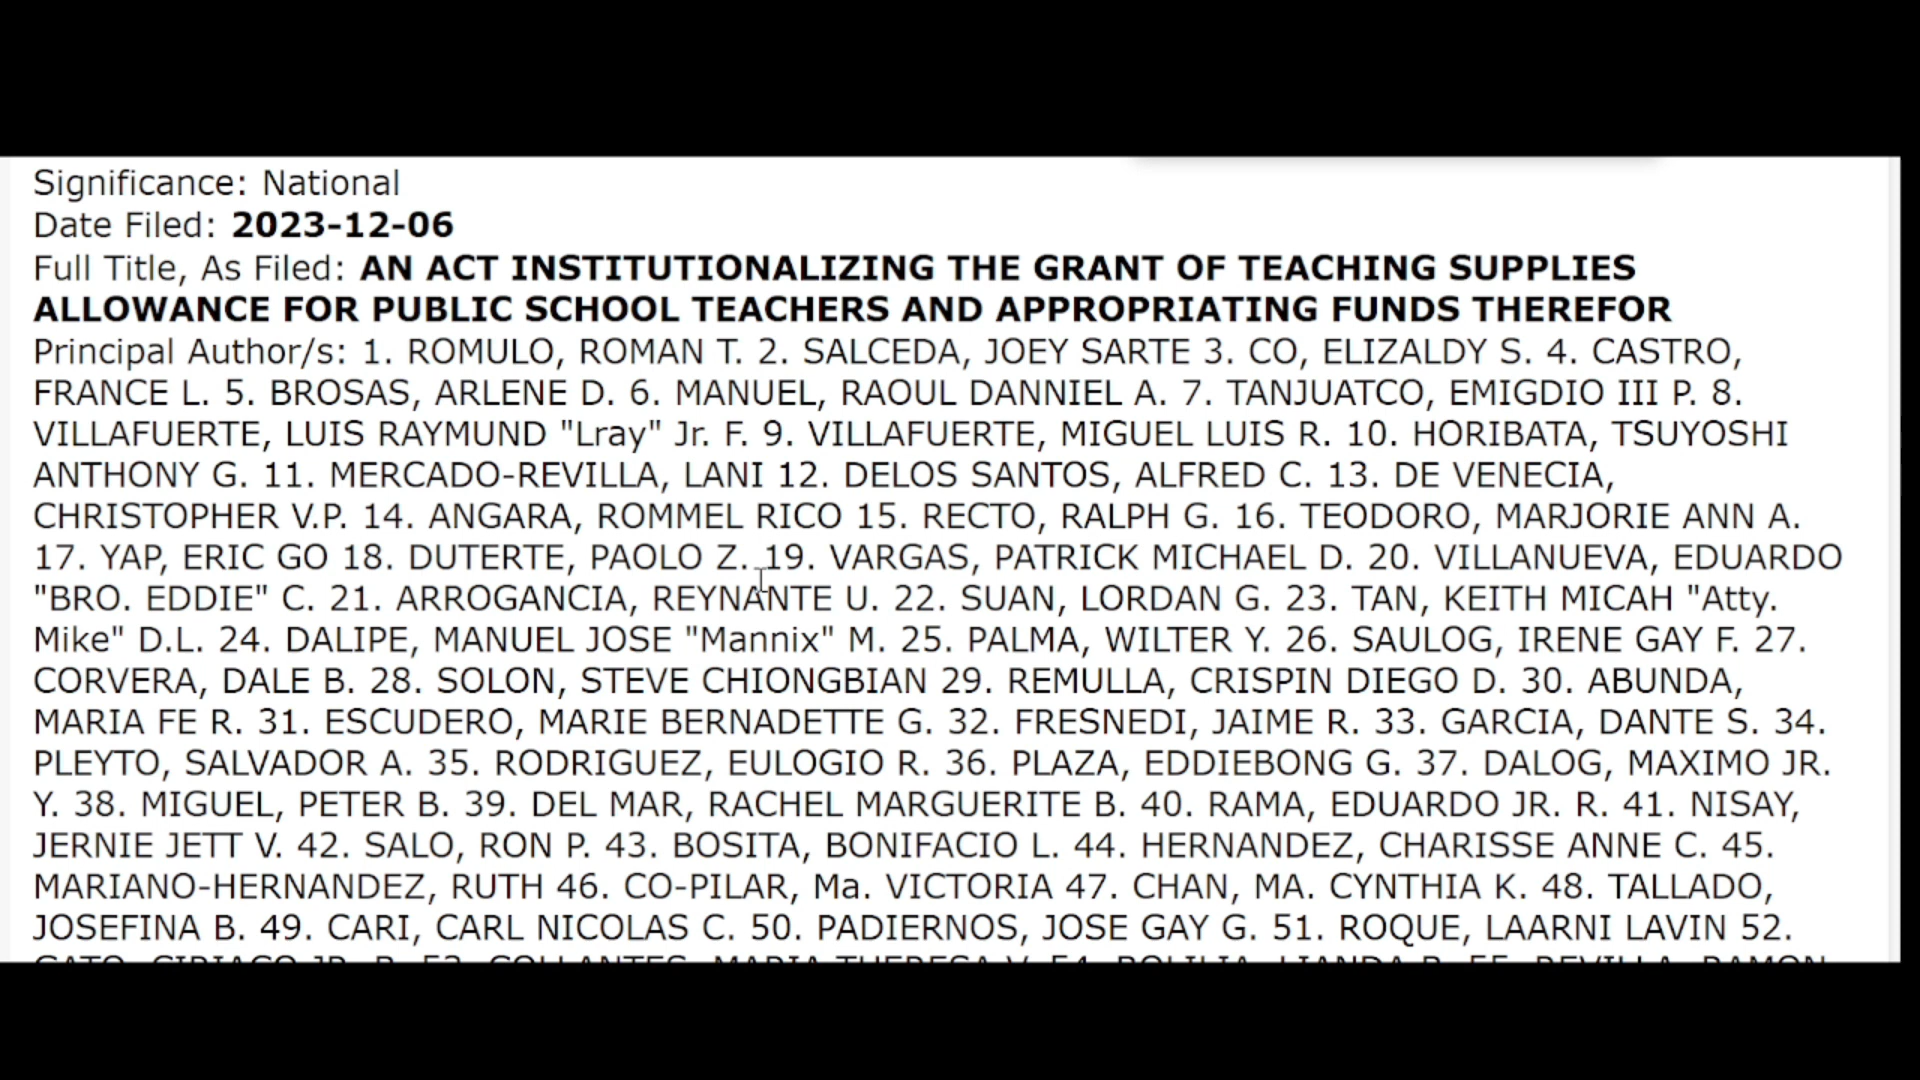 Significance: National
Date Filed: 2023-12-06
Full Title, As Filed: AN ACT INSTITUTIONALIZING THE GRANT OF TEACHING SUPPLIES
ALLOWANCE FOR PUBLIC SCHOOL TEACHERS AND APPROPRIATING FUNDS THEREFOR
Principal Author/s: 1. ROMULO, ROMAN T. 2. SALCEDA, JOEY SARTE 3. CO, ELIZALDY S. 4. CASTRO,
FRANCE L. 5. BROSAS, ARLENE D. 6. MANUEL, RAOUL DANNIEL A. 7. TANJUATCO, EMIGDIO III P. 8.
VILLAFUERTE, LUIS RAYMUND "Lray" Jr. F. 9. VILLAFUERTE, MIGUEL LUIS R. 10. HORIBATA, TSUYOSHI
ANTHONY G. 11. MERCADO-REVILLA, LANI 12. DELOS SANTOS, ALFRED C. 13. DE VENECIA,
CHRISTOPHER V.P. 14. ANGARA, ROMMEL RICO 15. RECTO, RALPH G. 16. TEODORO, MARJORIE ANN A.
17. YAP, ERIC GO 18. DUTERTE, PAOLO Z. 19. VARGAS, PATRICK MICHAEL D. 20. VILLANUEVA, EDUARDO
"BRO. EDDIE" C. 21. ARROGANCIA, REYNANTE U. 22. SUAN, LORDAN G. 23. TAN, KEITH MICAH "Atty.
Mike" D.L. 24. DALIPE, MANUEL JOSE "Mannix" M. 25. PALMA, WILTER Y. 26. SAULOG, IRENE GAY F. 27.
CORVERA, DALE B. 28. SOLON, STEVE CHIONGBIAN 29. REMULLA, CRISPIN DIEGO D. 30. ABUNDA,
MARIA FE R. 31. ESCUDERO, MARIE BERNADETTE G. 32. FRESNEDI, JAIME R. 33. GARCIA, DANTE S. 34.
PLEYTO, SALVADOR A. 35. RODRIGUEZ, EULOGIO R. 36. PLAZA, EDDIEBONG G. 37. DALOG, MAXIMO JR.
Y. 38. MIGUEL, PETER B. 39. DEL MAR, RACHEL MARGUERITE B. 40. RAMA, EDUARDO JR. R. 41. NISAY,
JERNIE JETT V. 42. SALO, RON P. 43. BOSITA, BONIFACIO L. 44. HERNANDEZ, CHARISSE ANNE C. 45.
MARIANO-HERNANDEZ, RUTH 46. CO-PILAR, Ma. VICTORIA 47. CHAN, MA. CYNTHIA K. 48. TALLADO,
JOSEFINA B. 49. CARI, CARL NICOLAS C. 50. PADIERNOS, JOSE GAY G. 51. ROQUE, LAARNI LAVIN 52.